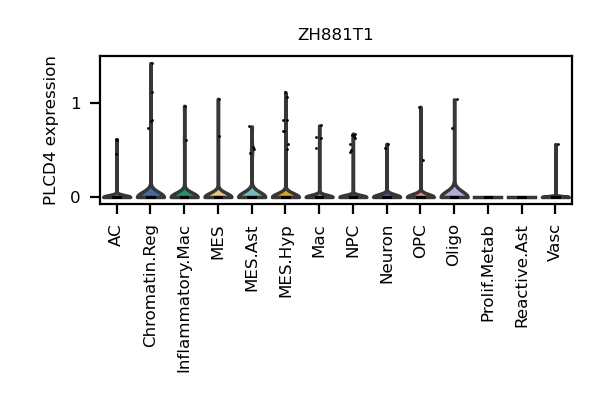 ZH881T1
PLCD4 expression
1
0
AC
Chromatin.Reg
Inflammatory.Mac
MES
MES.Ast
MES.Hyp
Mac
NPC
Neuron
OPC
Oligo
Prolif.Metab
Reactive.Ast
Vasc